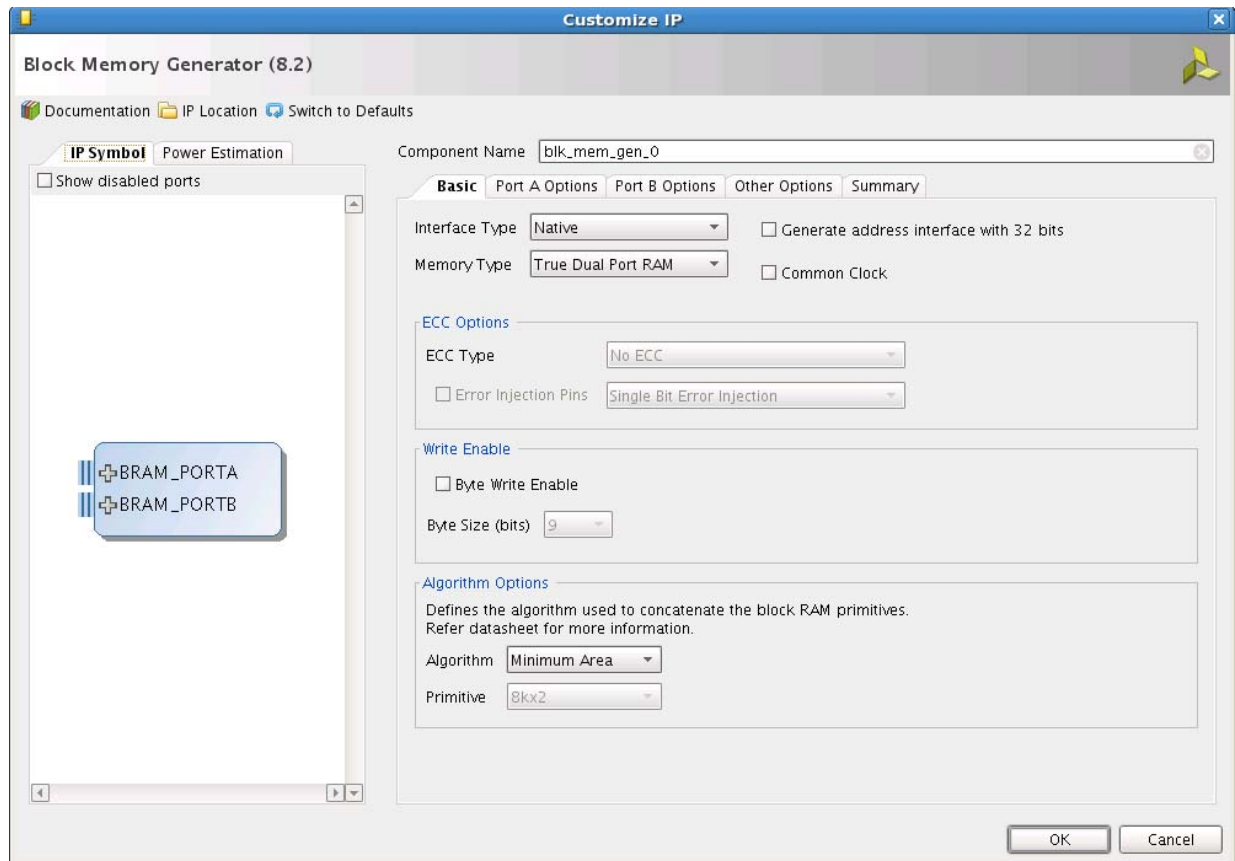 Customize IP
Block Memory Generator (8.2)
Documentation IP Location Switch to Defaults
IP Symbol Power Estimation
Show disabled ports
BRAM_PORTA
BRAM_PORTB
Component Name blk_mem_gen_0
Basic Port A Options Port B Options Other Options Summary
Interface Type Native Generate address interface with 32 bits
Memory Type True Dual Port RAM Common Clock
ECC Options
ECC Type No ECC
Error Injection Pins Single Bit Error Injection
Write Enable
Byte Write Enable
Byte Size (bits) 9
Algorithm Options
Defines the algorithm used to concatenate the block RAM primitives.
Refer datasheet for more information.
Algorithm Minimum Area
Primitive 8kx2
OK Cancel